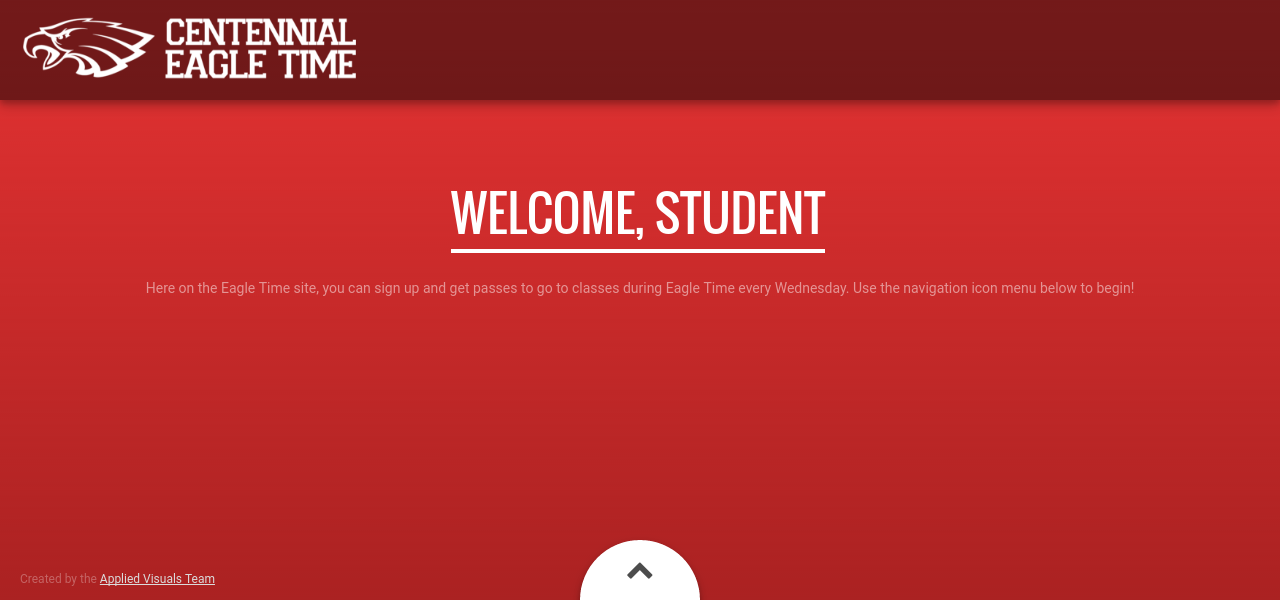 CENTENNIAL
EAGLE TIME
WELCOME, STUDENT
Here on the Eagle Time site, you can sign up and get passes to go to classes during Eagle Time every Wednesday. Use the navigation icon menu below to begin!
Created by the Applied Visuals Team